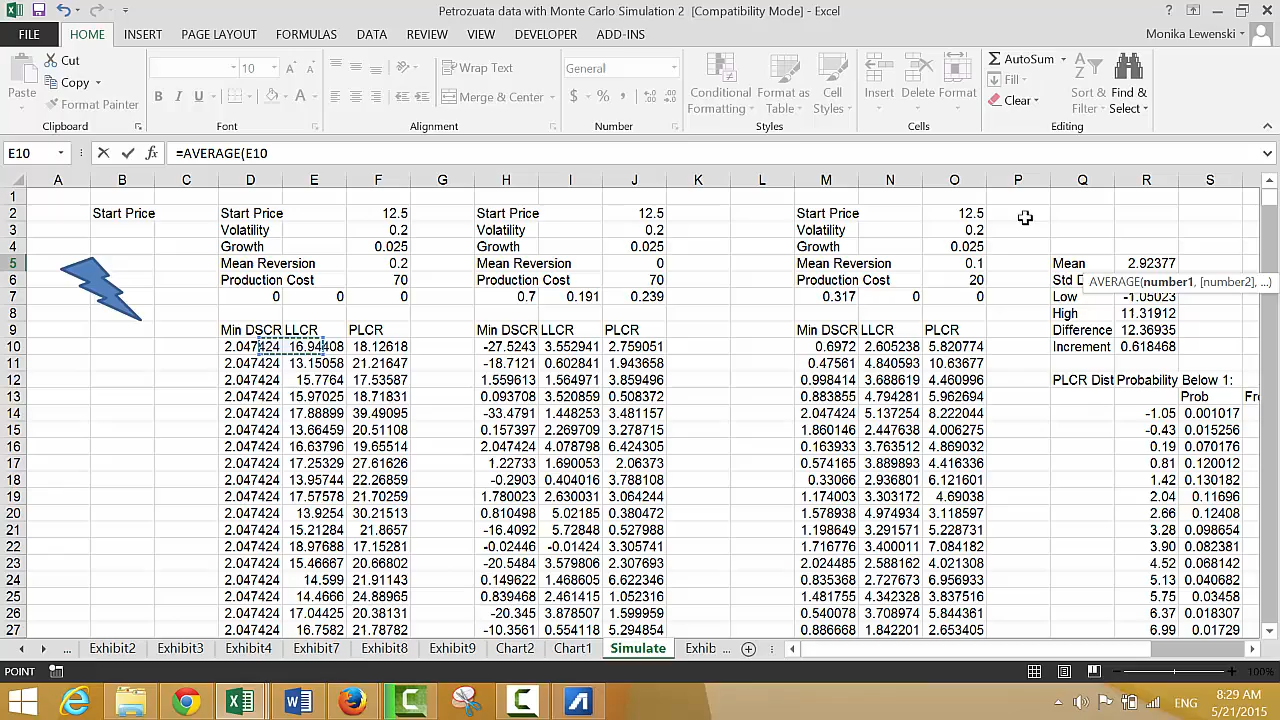 Petrozuata data with Monte Carlo Simulation 2 [Compatibility Mode] - Excel
FILE HOME INSERT PAGE LAYOUT FORMULAS DATA REVIEW VIEW DEVELOPER ADD-INS Monika Lewenski
Cut
Copy
Format Painter
Paste
10
Wrap Text
Merge & Center
General
Conditional Formatting
Format as Table
Cell Styles
Insert Delete Format
AutoSum
Fill
Clear
Sort & Filter
Find & Select
Clipboard Font Alignment Number Styles Cells Editing
E10 =AVERAGE(E10
A B C D E F G H I J K L M N O P Q R S
1
2 Start Price Start Price 12.5 Start Price 12.5 Start Price 12.5
3 Volatility 0.2 Volatility 0.2 Volatility 0.2
4 Growth 0.025 Growth 0.025 Growth 0.025
5 Mean Reversion 0.2 Mean Reversion 0 Mean Reversion 0.1 Mean 2.92377
6 Production Cost 70 Production Cost 70 Production Cost 20 Std
AVERAGE(number1, [number2], ...)
7 0 0 0 0.7 0.191 0.239 0.317 0 0 Low -1.05023
8 High 11.31912
9 Min DSCR LLCR PLCR Min DSCR LLCR PLCR Min DSCR LLCR PLCR Difference 12.36935
10 2.047424 16.94408 18.12618 -27.5213 3.552899 2.759051 0.6972 2.605238 5.820774 Increment 0.618468
11 2.047424 13.15058 21.21647 -18.7121 0.602841 1.943658 0.47561 4.840593 10.63677
12 2.047424 15.7764 17.53587 1.559613 1.564971 3.859496 0.998414 3.688619 4.460996 PLCR Dist Probability Below 1:
13 2.047424 15.97025 18.71831 0.093708 3.520859 0.508372 0.883855 4.794281 5.962694 Prob Fre
14 2.047424 17.88899 39.49095 -33.4791 1.448253 3.481157 2.047424 5.137254 8.222044 -1.05 0.001017
15 2.047424 13.66459 20.51108 0.157397 2.269709 3.278715 1.860146 2.447638 4.006275 -0.43 0.015256
16 2.047424 16.63796 19.65514 2.047424 4.078798 6.424305 0.163933 3.763512 4.869032 0.19 0.070176
17 2.047424 17.25329 27.61626 1.22733 1.690053 2.06373 0.574165 3.889893 4.416336 0.81 0.120012
18 2.047424 13.95744 22.26859 -0.2903 0.404016 3.788108 0.33066 2.936801 6.121601 1.42 0.130182
19 2.047424 17.57578 21.70259 1.780023 2.630031 3.064244 1.174003 3.303172 4.69038 2.04 0.11696
20 2.047424 13.9254 30.21513 0.810498 5.02185 0.380472 1.578938 4.974934 3.118597 2.66 0.12408
21 2.047424 15.21284 21.8657 -16.4092 5.72848 0.527988 1.198649 3.291571 5.228731 3.28 0.098654
22 2.047424 18.97688 17.15281 -0.02446 -0.01424 3.305741 1.716776 3.400011 7.084182 3.90 0.082381
23 2.047424 15.46667 20.66802 -20.5484 3.579806 2.307693 2.024485 2.588162 4.021308 4.52 0.068142
24 2.047424 14.599 21.91143 0.149622 1.468605 6.622346 0.835368 2.727673 6.956933 5.13 0.040682
25 2.047424 14.4666 24.88965 0.839468 2.461415 1.052316 1.481755 4.342328 3.837516 5.75 0.03458
26 2.047424 17.04425 20.38131 -20.345 3.878507 1.599959 0.540078 3.708974 5.844361 6.37 0.018307
27 2.047424 16.7582 21.78782 -10.3561 0.554118 5.294854 0.886668 1.842201 2.653405 6.99 0.01729
... Exhibit2 Exhibit3 Exhibit4 Exhibit7 Exhibit8 Exhibit9 Chart2 Chart1 Simulate Exhib ...
POINT 100%
ENG 8:29 AM
5/21/2015